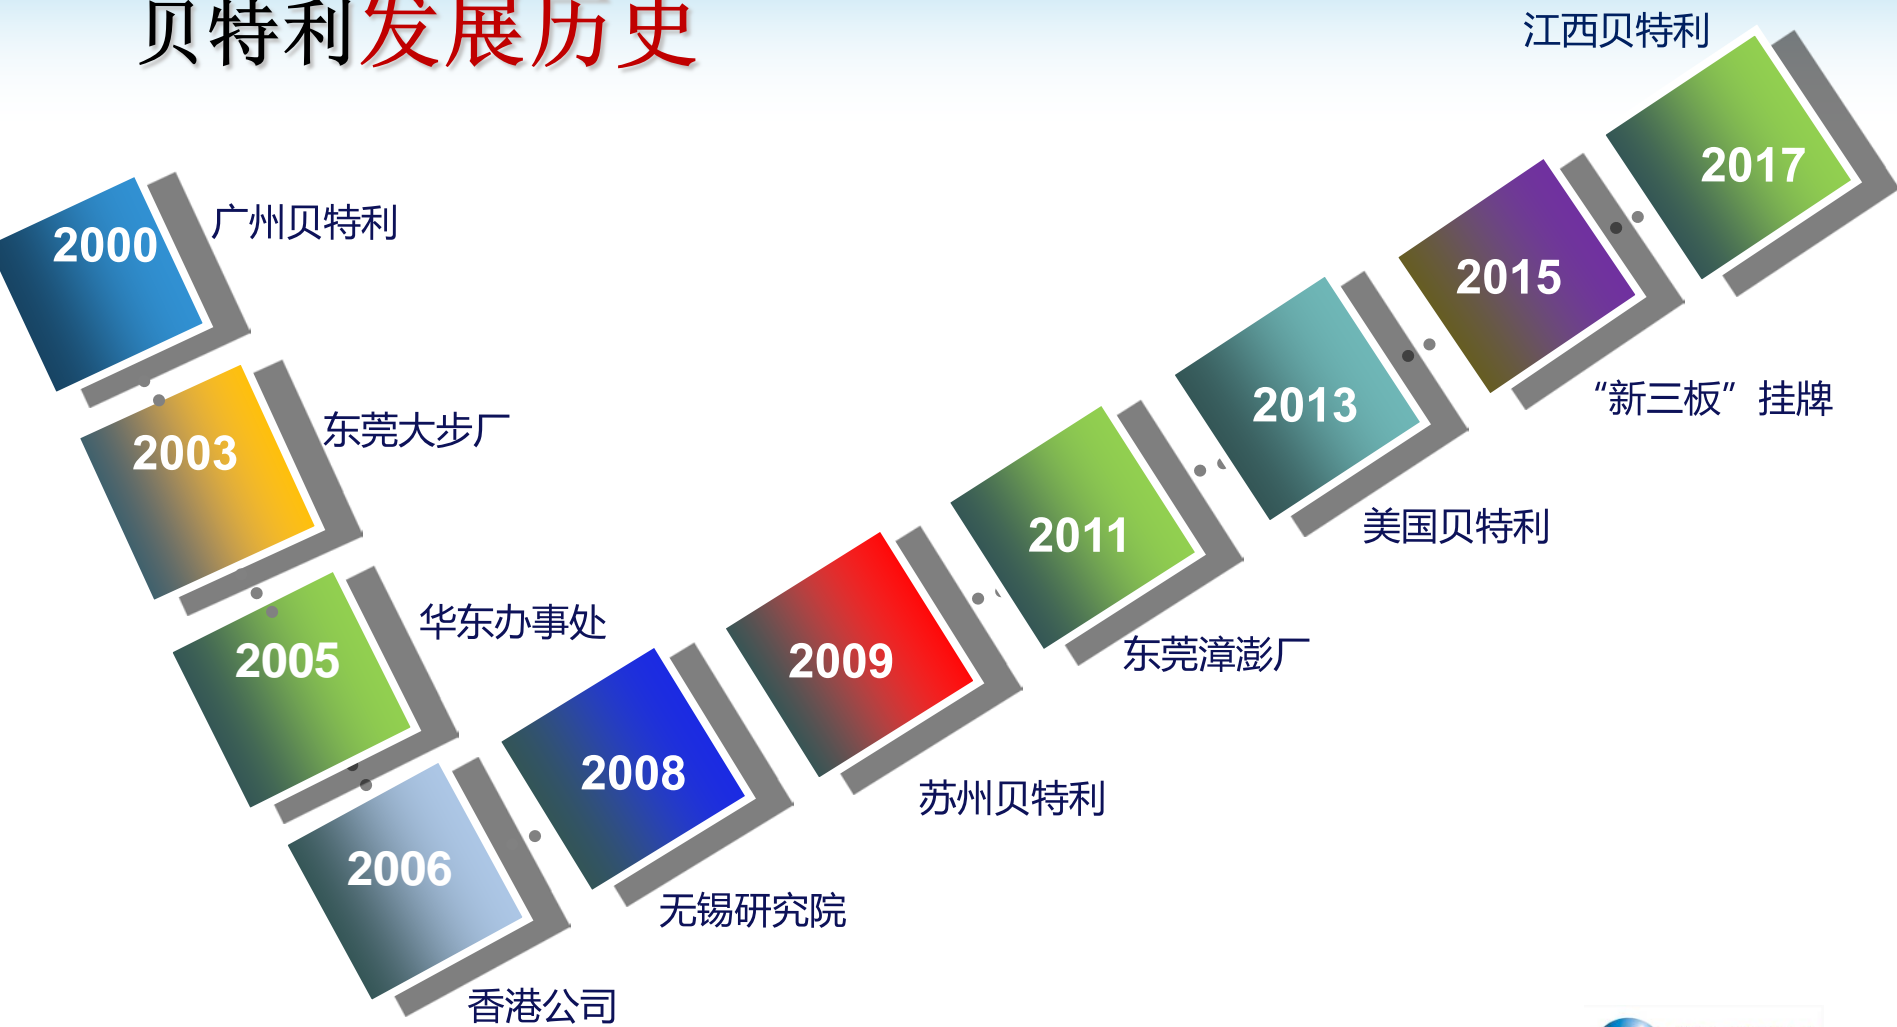 贝特利发展历史
2000
广州贝特利
2003
东莞大步厂
2005
华东办事处
2006
香港公司
2008
无锡研究院
2009
苏州贝特利
2011
东莞漳澎厂
2013
美国贝特利
2015
“新三板”挂牌
2017
江西贝特利